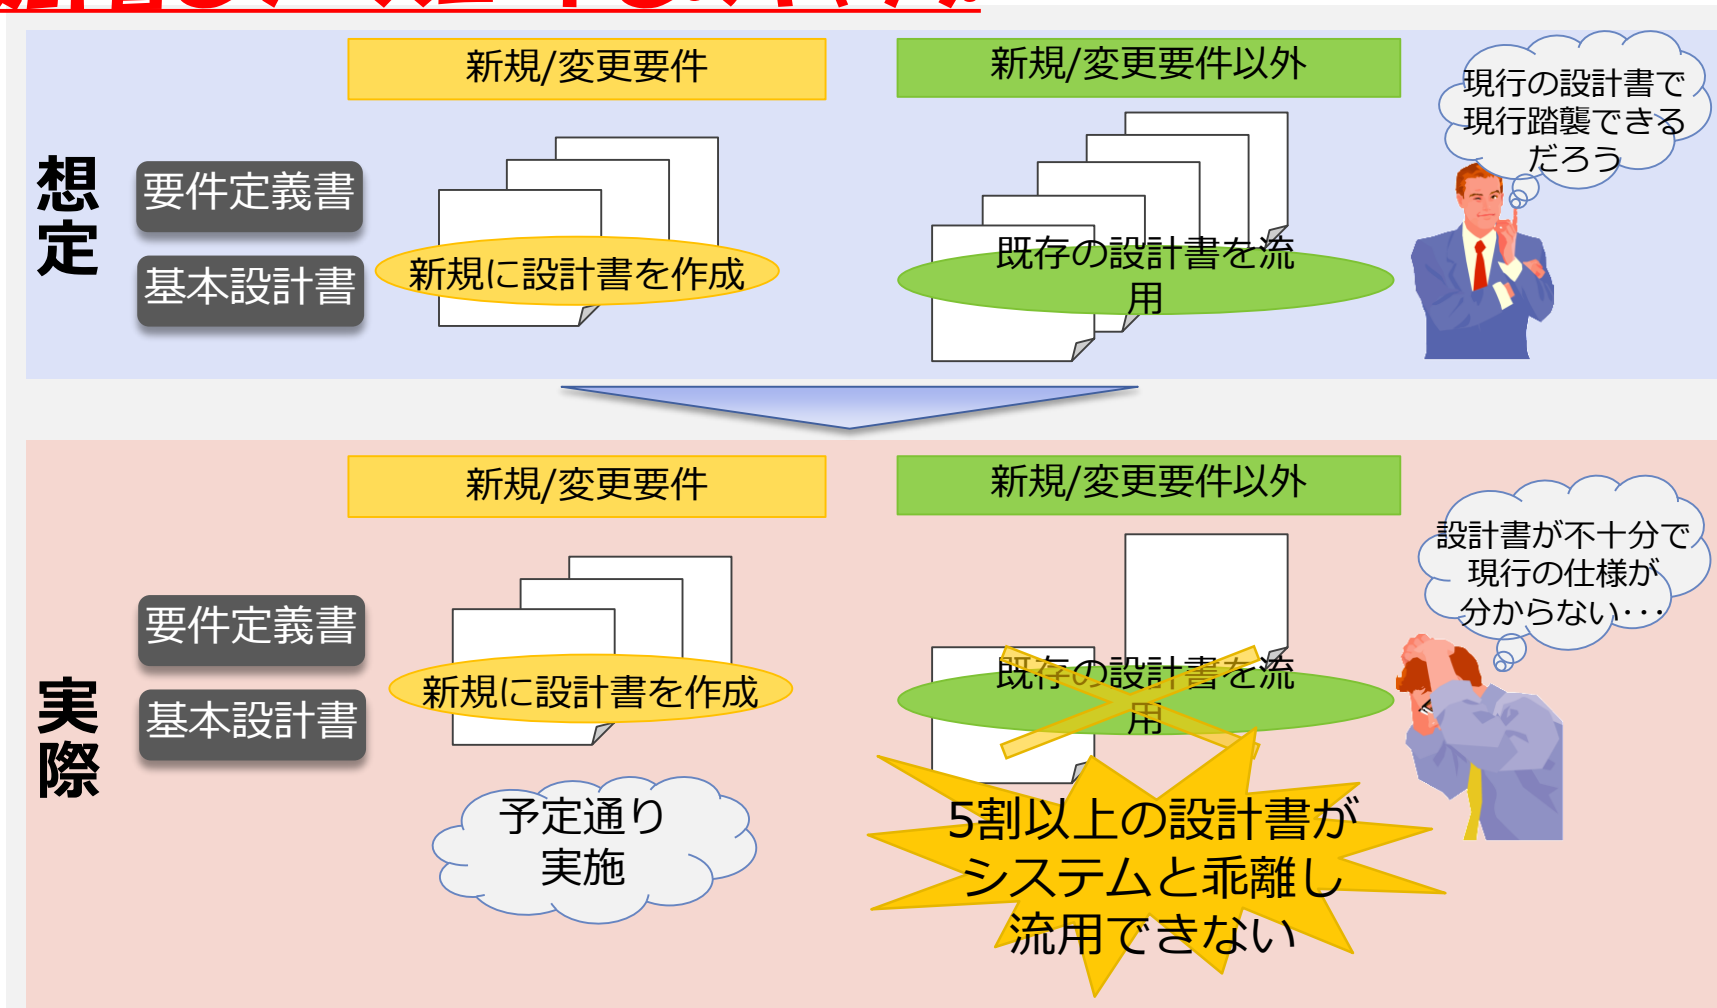 新規/変更要件
新規/変更要件以外
現行の設計書で
現行踏襲できる
だろう
想定
要件定義書
基本設計書
新規に設計書を作成
既存の設計書を流
用
新規/変更要件
新規/変更要件以外
設計書が不十分で
現行の仕様が
分からない･･･
実際
要件定義書
基本設計書
新規に設計書を作成
既存の設計書を流
用
予定通り
実施
5割以上の設計書が
システムと乖離し
流用できない